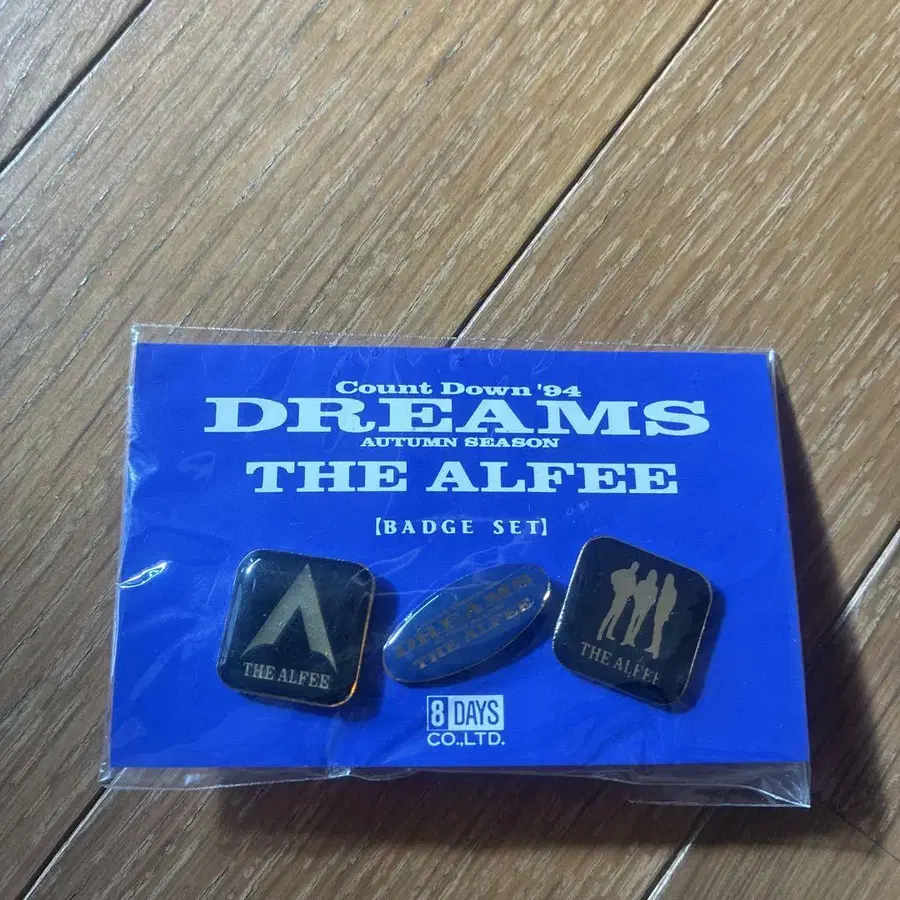 Count Down '94
DREAMS
AUTUMN SEASON
THE ALFEE
【BADGE SET】
THE ALFEE
DREAMS
THE ALFEE
THE ALFEE
8 DAYS
CO.,LTD.